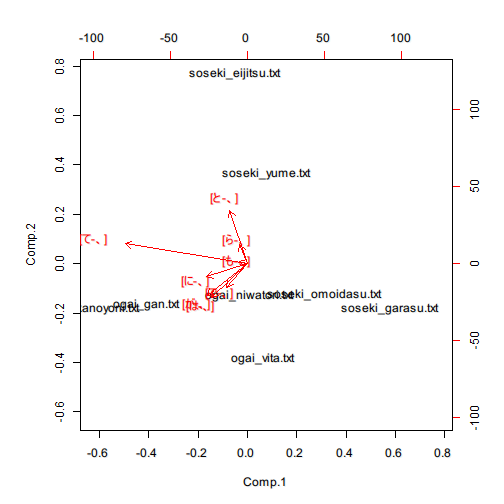 -100 -50 0 50 100
soseki_eijitsu.txt
0.8
100
0.6
soseki_yume.txt
0.4
50
[と-、]
0.2
[て-、]
[ら-、]
Comp.2
0.0
0
[に-、]
ogai_niwatori.txt
soseki_omoidasu.txt
ogai_gan.txt
soseki_garasu.txt
-0.2
-50
ogai_vita.txt
-0.4
-0.6
-100
-0.6 -0.4 -0.2 0.0 0.2 0.4 0.6 0.8
Comp.1